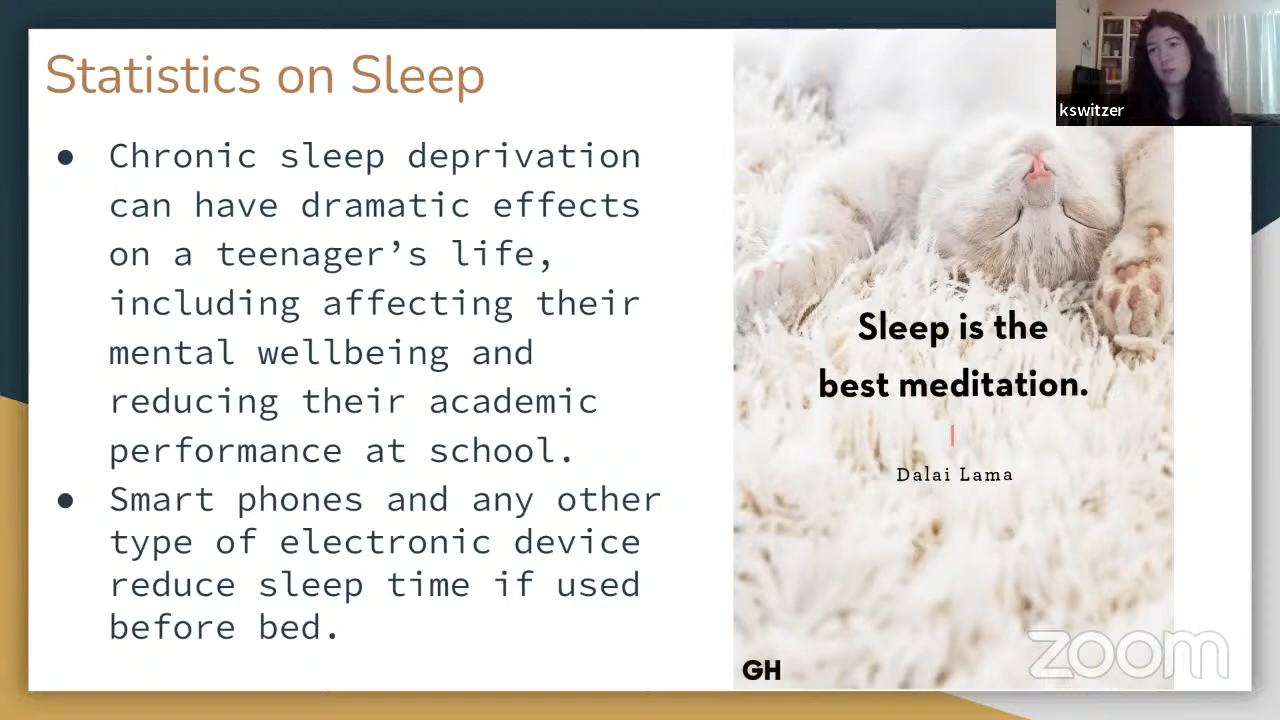 Statistics on Sleep
kswitzer
● Chronic sleep deprivation
can have dramatic effects
on a teenager’s life,
including affecting their
mental wellbeing and
reducing their academic
performance at school.
● Smart phones and any other
type of electronic device
reduce sleep time if used
before bed.
Sleep is the
best meditation.
Dalai Lama
GH
zoom